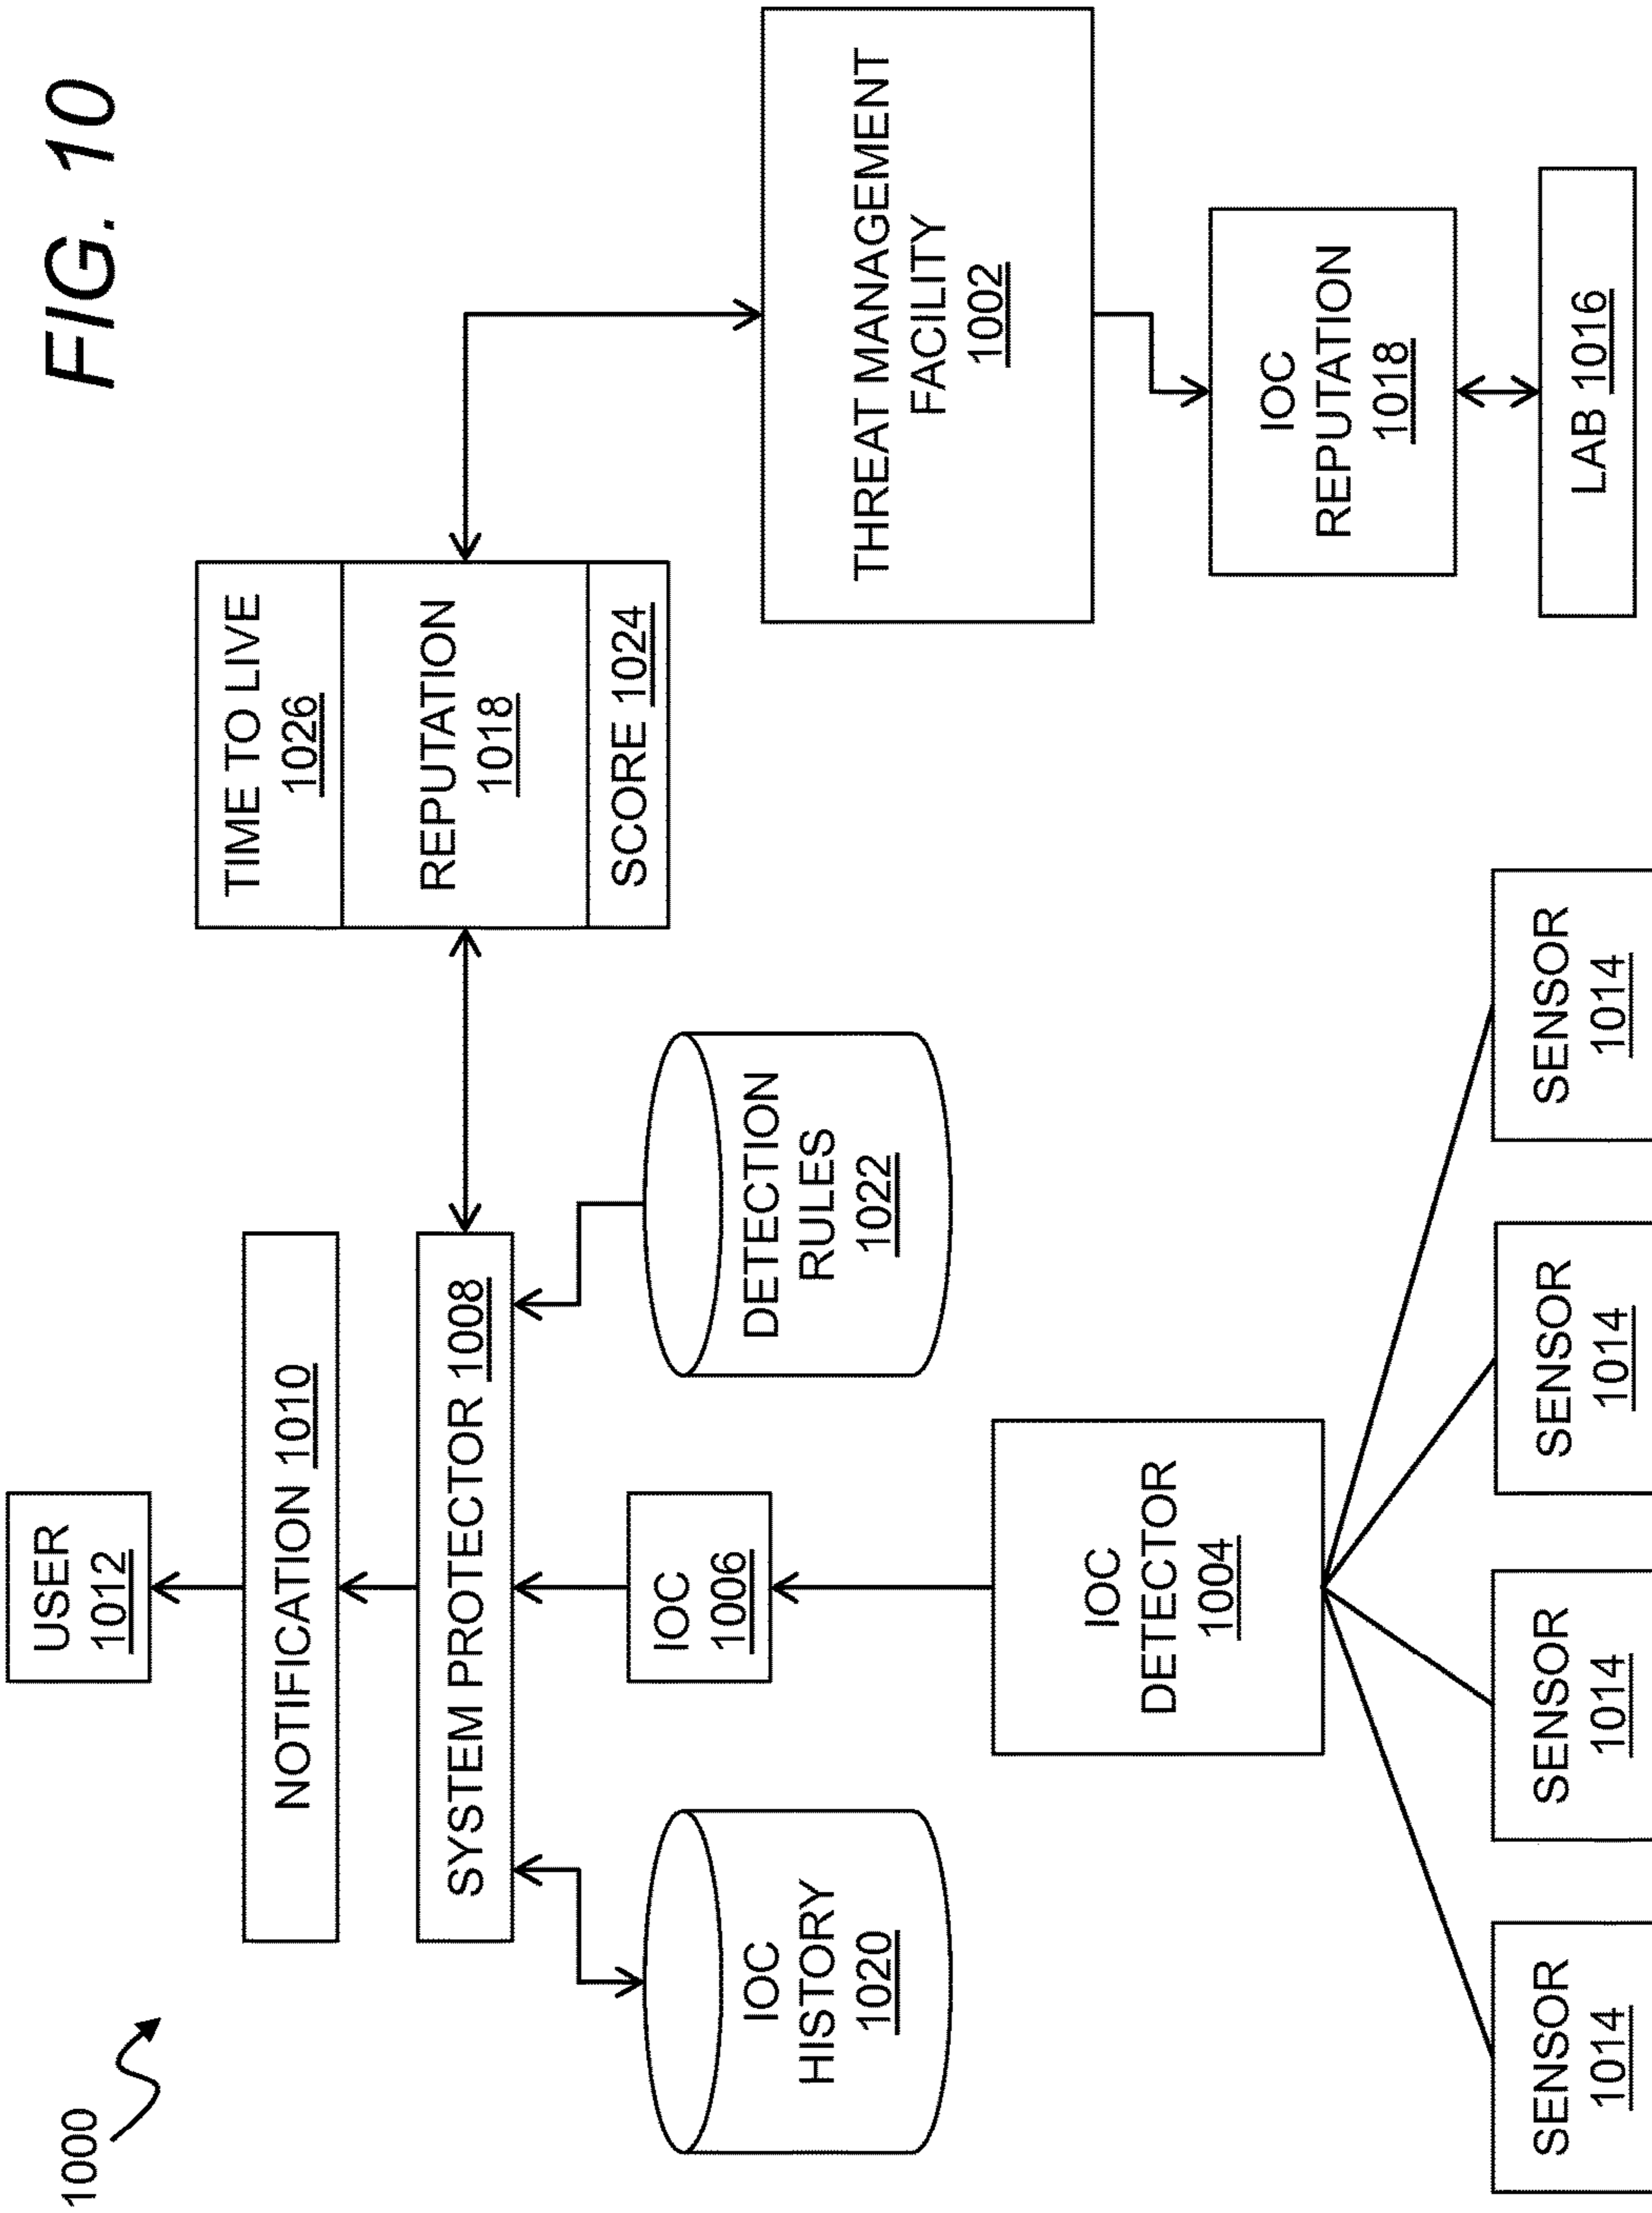 FIG. 10
1000
USER
1012
NOTIFICATION 1010
SYSTEM PROTECTOR 1008
IOC
1006
IOC
HISTORY
1020
DETECTION
RULES
1022
TIME TO LIVE
1026
REPUTATION
1018
SCORE 1024
THREAT MANAGEMENT
FACILITY
1002
IOC
REPUTATION
1018
LAB 1016
IOC
DETECTOR
1004
SENSOR
1014
SENSOR
1014
SENSOR
1014
SENSOR
1014